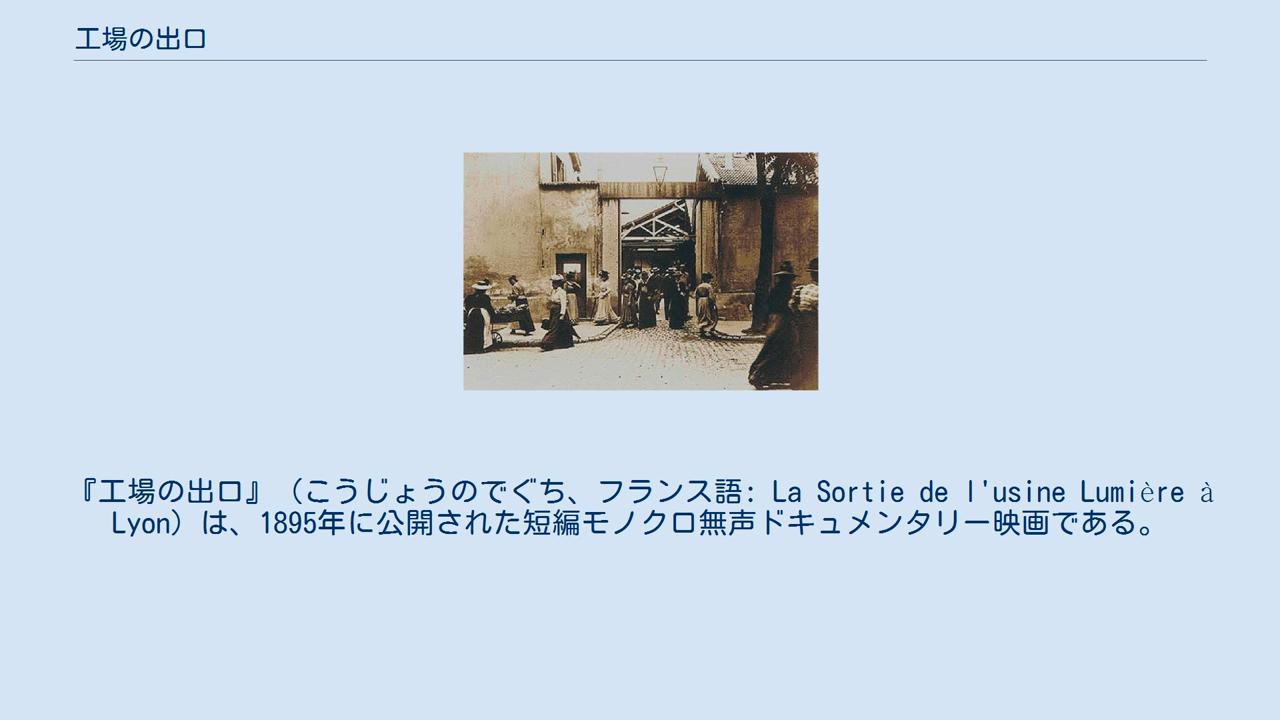 工場の出口
『工場の出口』（こうじょうのでぐち、フランス語: La Sortie de l'usine Lumière à
Lyon）は、1895年に公開された短編モノクロ無声ドキュメンタリー映画である。